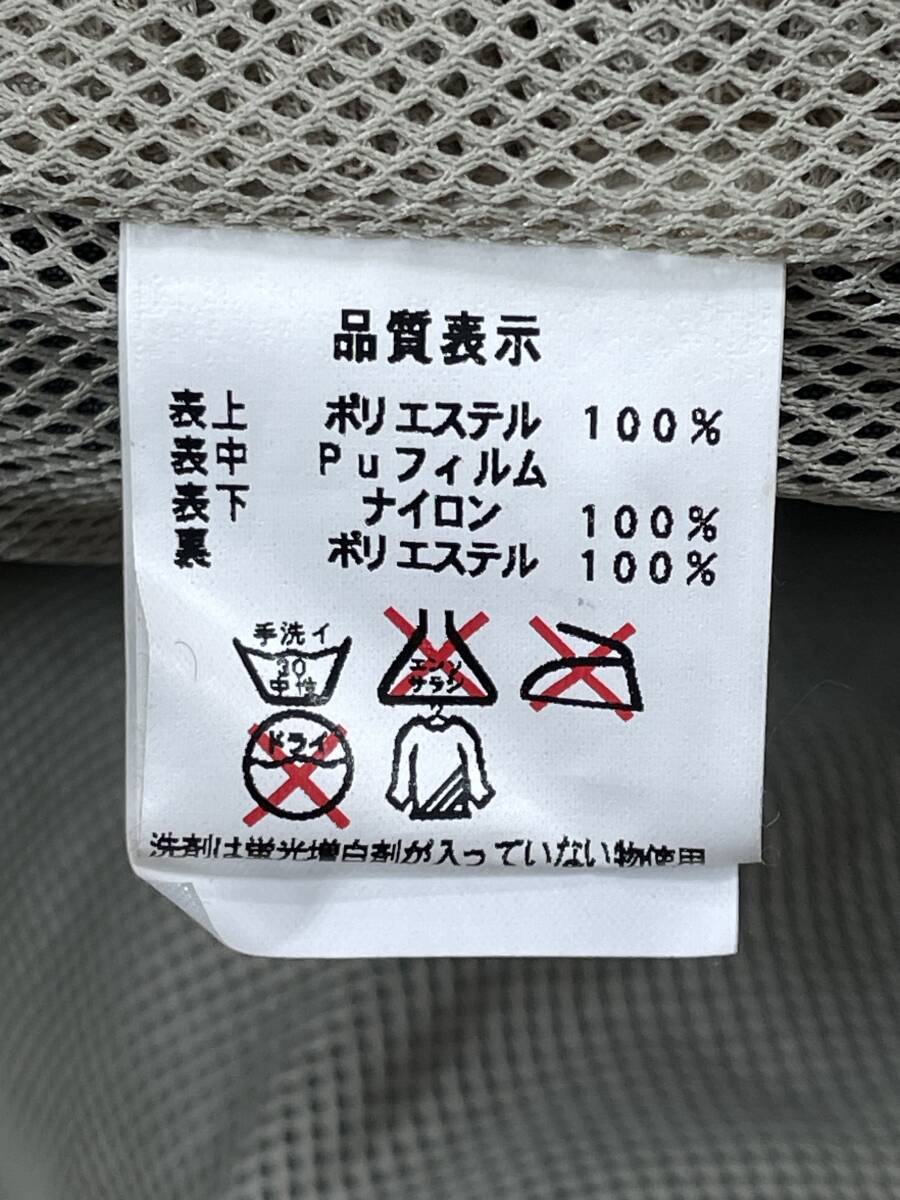 品質表示
表上 ポリエステル 100%
表中 Puフィルム
表下 ナイロン 100%
裏 ポリエステル 100%
手洗イ
30
中性
エンソ
サラシ
ドライ
洗剤は蛍光増白剤が入っていない物使用